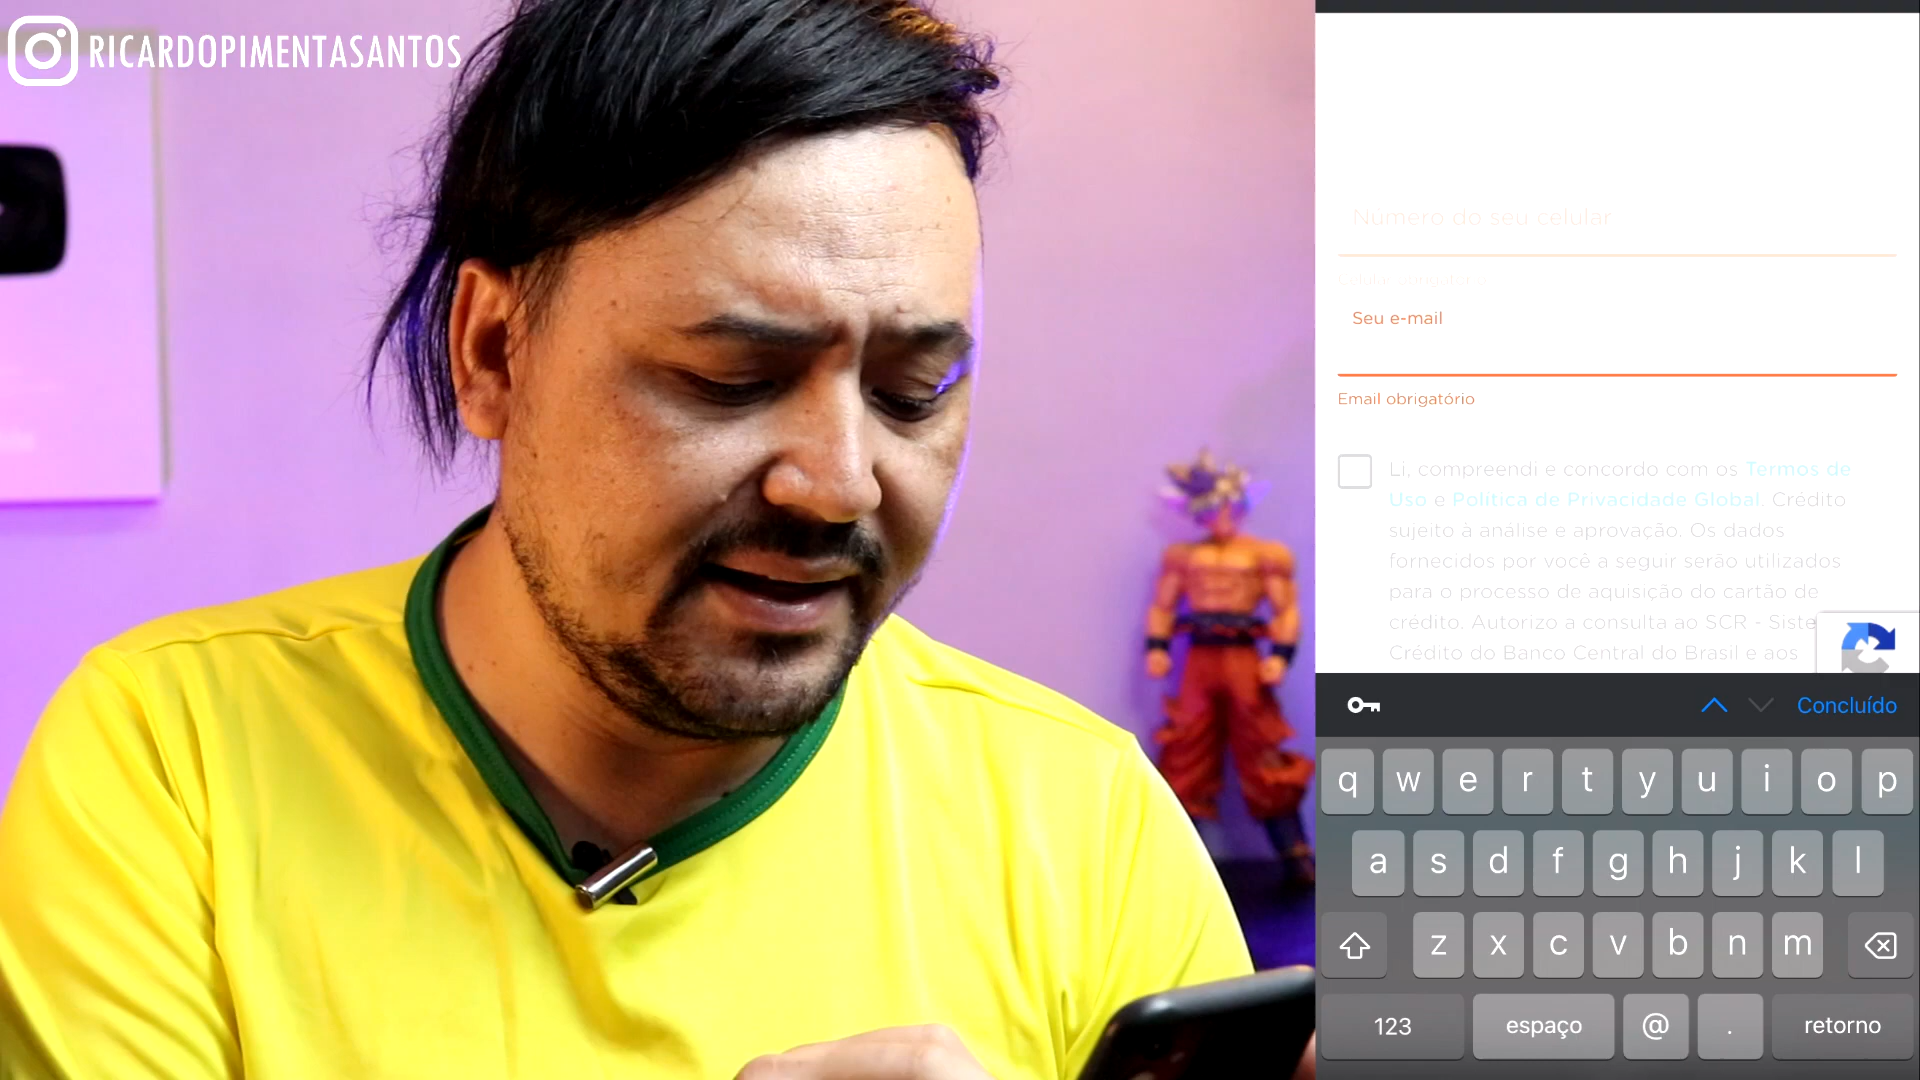 RICARDOPIMENTASANTOS
Número do seu celular
Celular obrigatório
Seu e-mail
Email obrigatório
Li, compreendi e concordo com os Termos de
Uso e Política de Privacidade Global. Crédito
sujeito à análise e aprovação. Os dados
fornecidos por você a seguir serão utilizados
para o processo de aquisição do cartão de
crédito. Autorizo a consulta ao SCR - Siste
Crédito do Banco Central do Brasil e aos
Concluído
q w e r t y u i o p
a s d f g h j k l
z x c v b n m
123 espaço @ . retorno